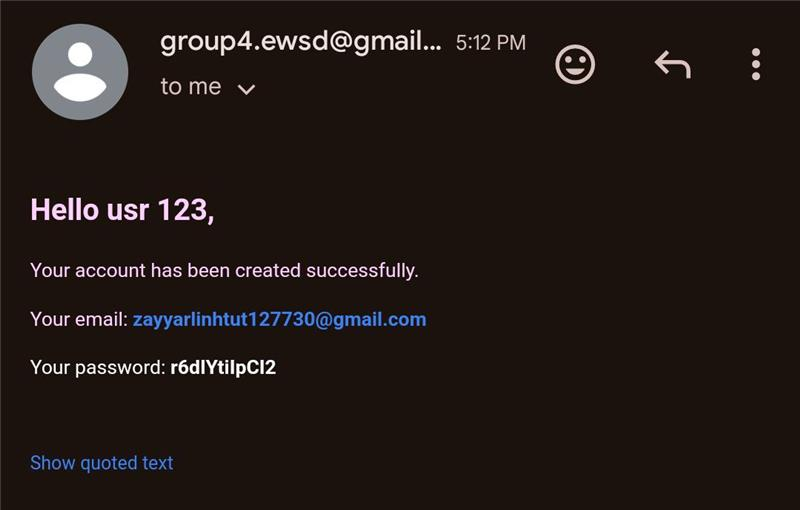 group4.ewsd@gmail... 5:12 PM
to me
Hello usr 123,
Your account has been created successfully.
Your email: zayyarlinhtut127730@gmail.com
Your password: r6dIYtiIpCI2
Show quoted text